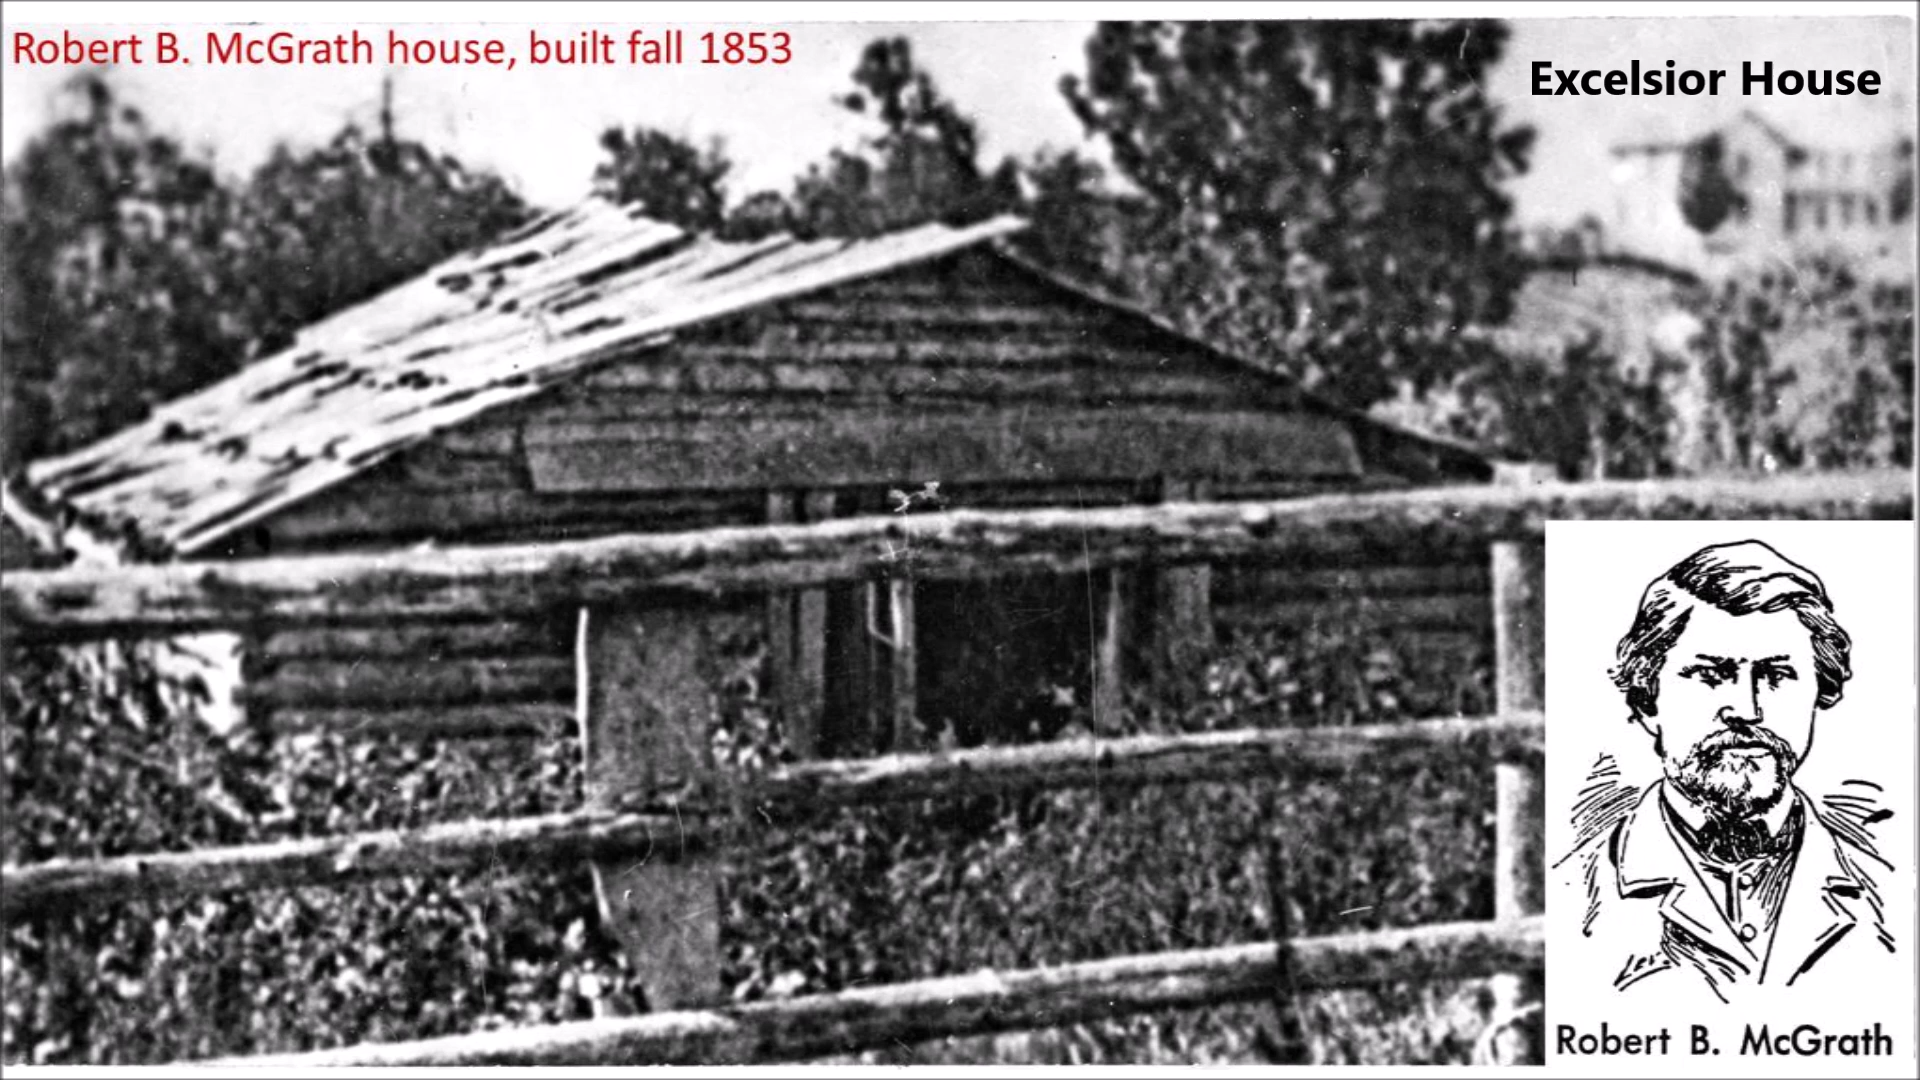 Robert B. McGrath house, built fall 1853
Excelsior House
Robert B. McGrath